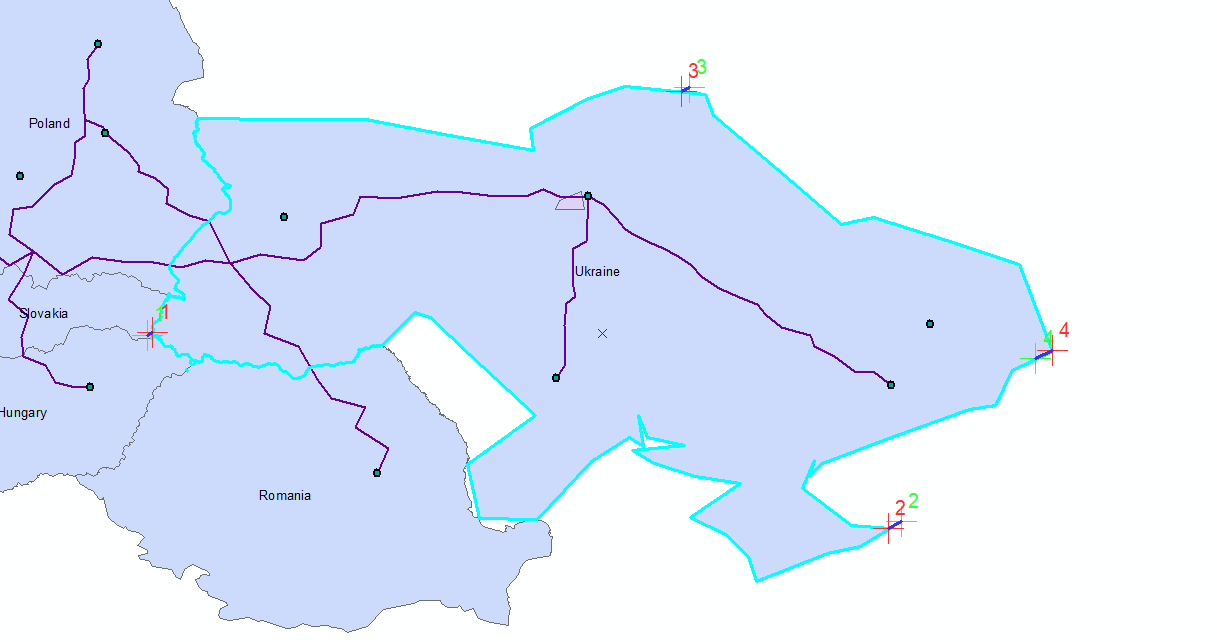 3 3
Poland
Ukraine
Slovakia
1 1
4 4
Hungary
Romania
2 2